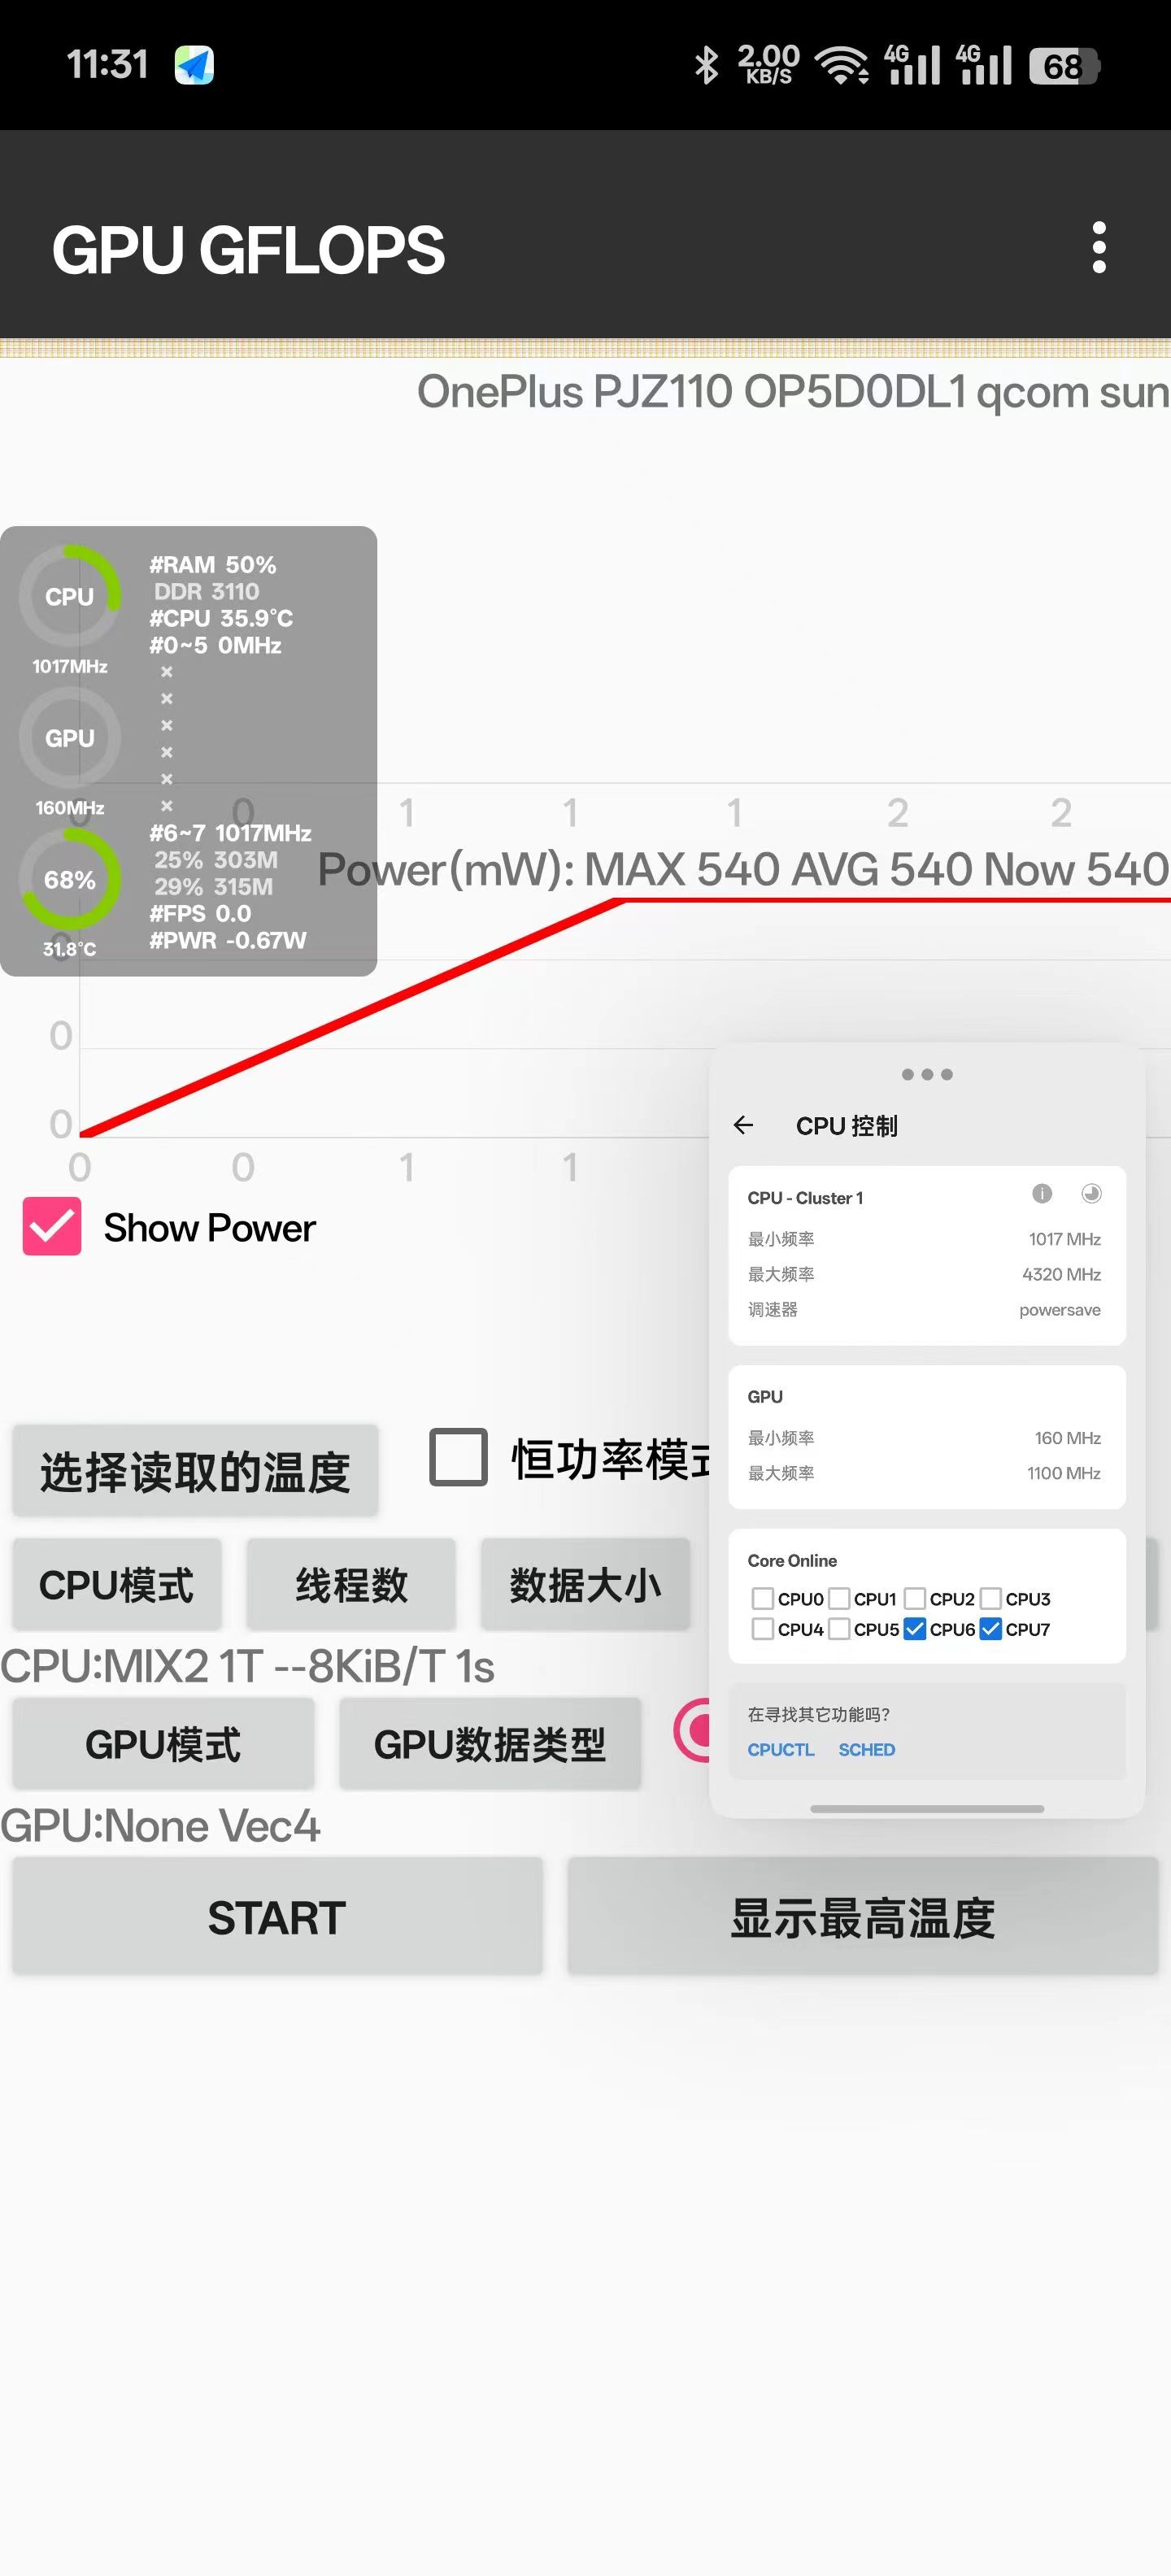 11:31
2.00 KB/S 4G 4G 68
GPU GFLOPS
OnePlus PJZ110 OP5D0DL1 qcom sun
CPU
1017MHz
GPU
160MHz
68%
31.8°C
#RAM 50%
DDR 3110
#CPU 35.9°C
#0~5 0MHz
×
×
×
×
×
×
#6~7 1017MHz
25% 303M
29% 315M
#FPS 0.0
#PWR -0.67W
0 0 1 1 1 2 2
Power(mW): MAX 540 AVG 540 Now 540
0
0
0
0 0 1 1
Show Power
CPU 控制
CPU - Cluster 1
最小频率 1017 MHz
最大频率 4320 MHz
调速器 powersave
GPU
最小频率 160 MHz
最大频率 1100 MHz
Core Online
CPU0 CPU1 CPU2 CPU3
CPU4 CPU5 CPU6 CPU7
在寻找其它功能吗?
CPUCTL SCHED
选择读取的温度 恒功率模
CPU模式 线程数 数据大小
CPU:MIX2 1T --8KiB/T 1s
GPU模式 GPU数据类型
GPU:None Vec4
START 显示最高温度